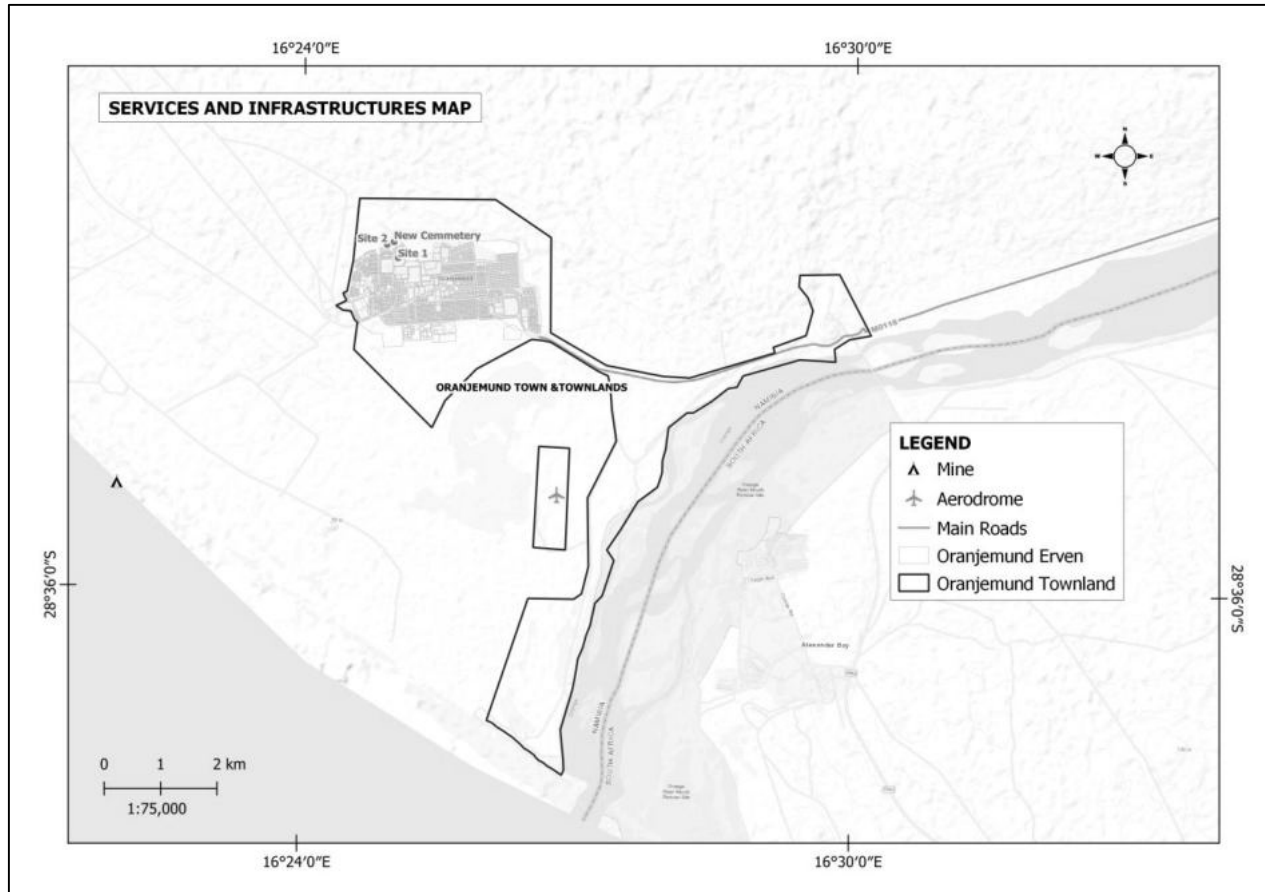 16°24'0"E
16°30'0"E
SERVICES AND INFRASTRUCTURES MAP
N
W
E
S
Site 2
New Cemmetery
Site 1
M0118
ORANJEMUND TOWN &TOWNLANDS
NAMIBIA
SOUTH AFRICA
LEGEND
Mine
Aerodrome
Main Roads
Oranjemund Erven
Oranjemund Townland
28°36'0"S
28°36'0"S
Alexander Bay
NAMIBIA
SOUTH AFRICA
0 1 2 km
1:75,000
16°24'0"E
16°30'0"E